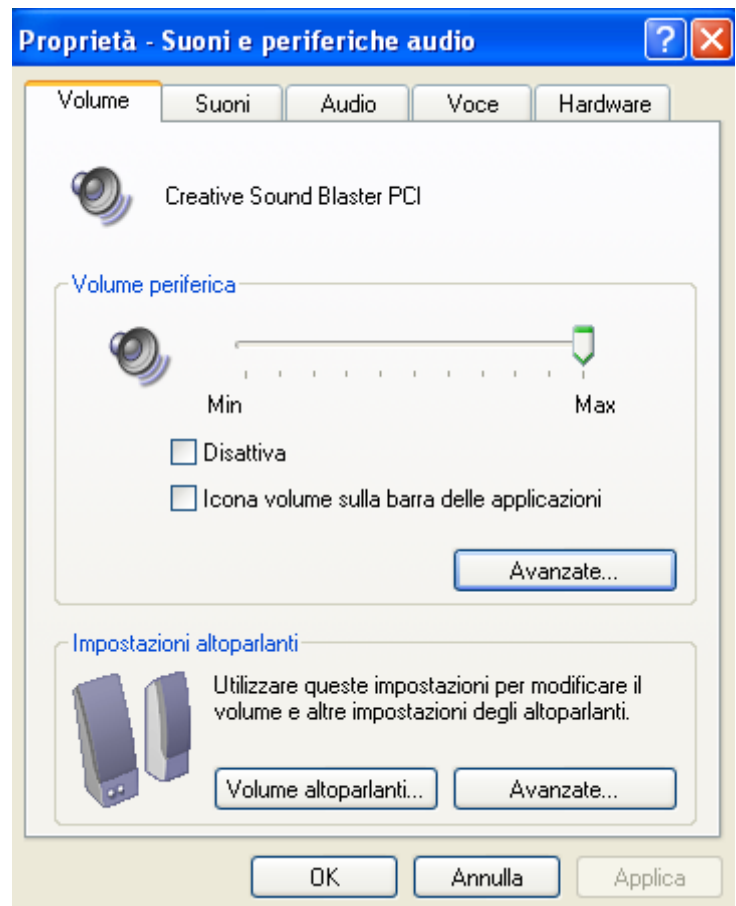 Proprietà - Suoni e periferiche audio
Volume Suoni Audio Voce Hardware
Creative Sound Blaster PCI
Volume periferica
Min Max
Disattiva
Icona volume sulla barra delle applicazioni
Avanzate...
Impostazioni altoparlanti
Utilizzare queste impostazioni per modificare il
volume e altre impostazioni degli altoparlanti.
Volume altoparlanti... Avanzate...
OK Annulla Applica